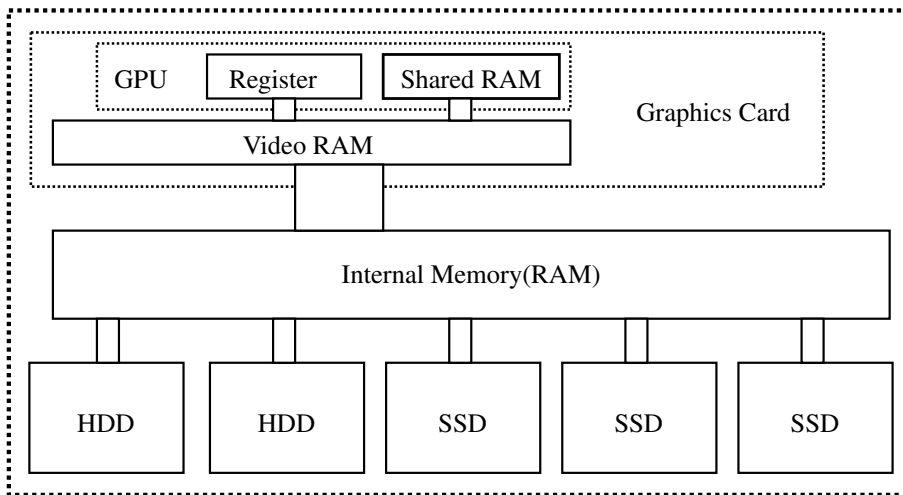 GPU
Register
Shared RAM
Graphics Card
Video RAM
Internal Memory(RAM)
HDD
HDD
SSD
SSD
SSD